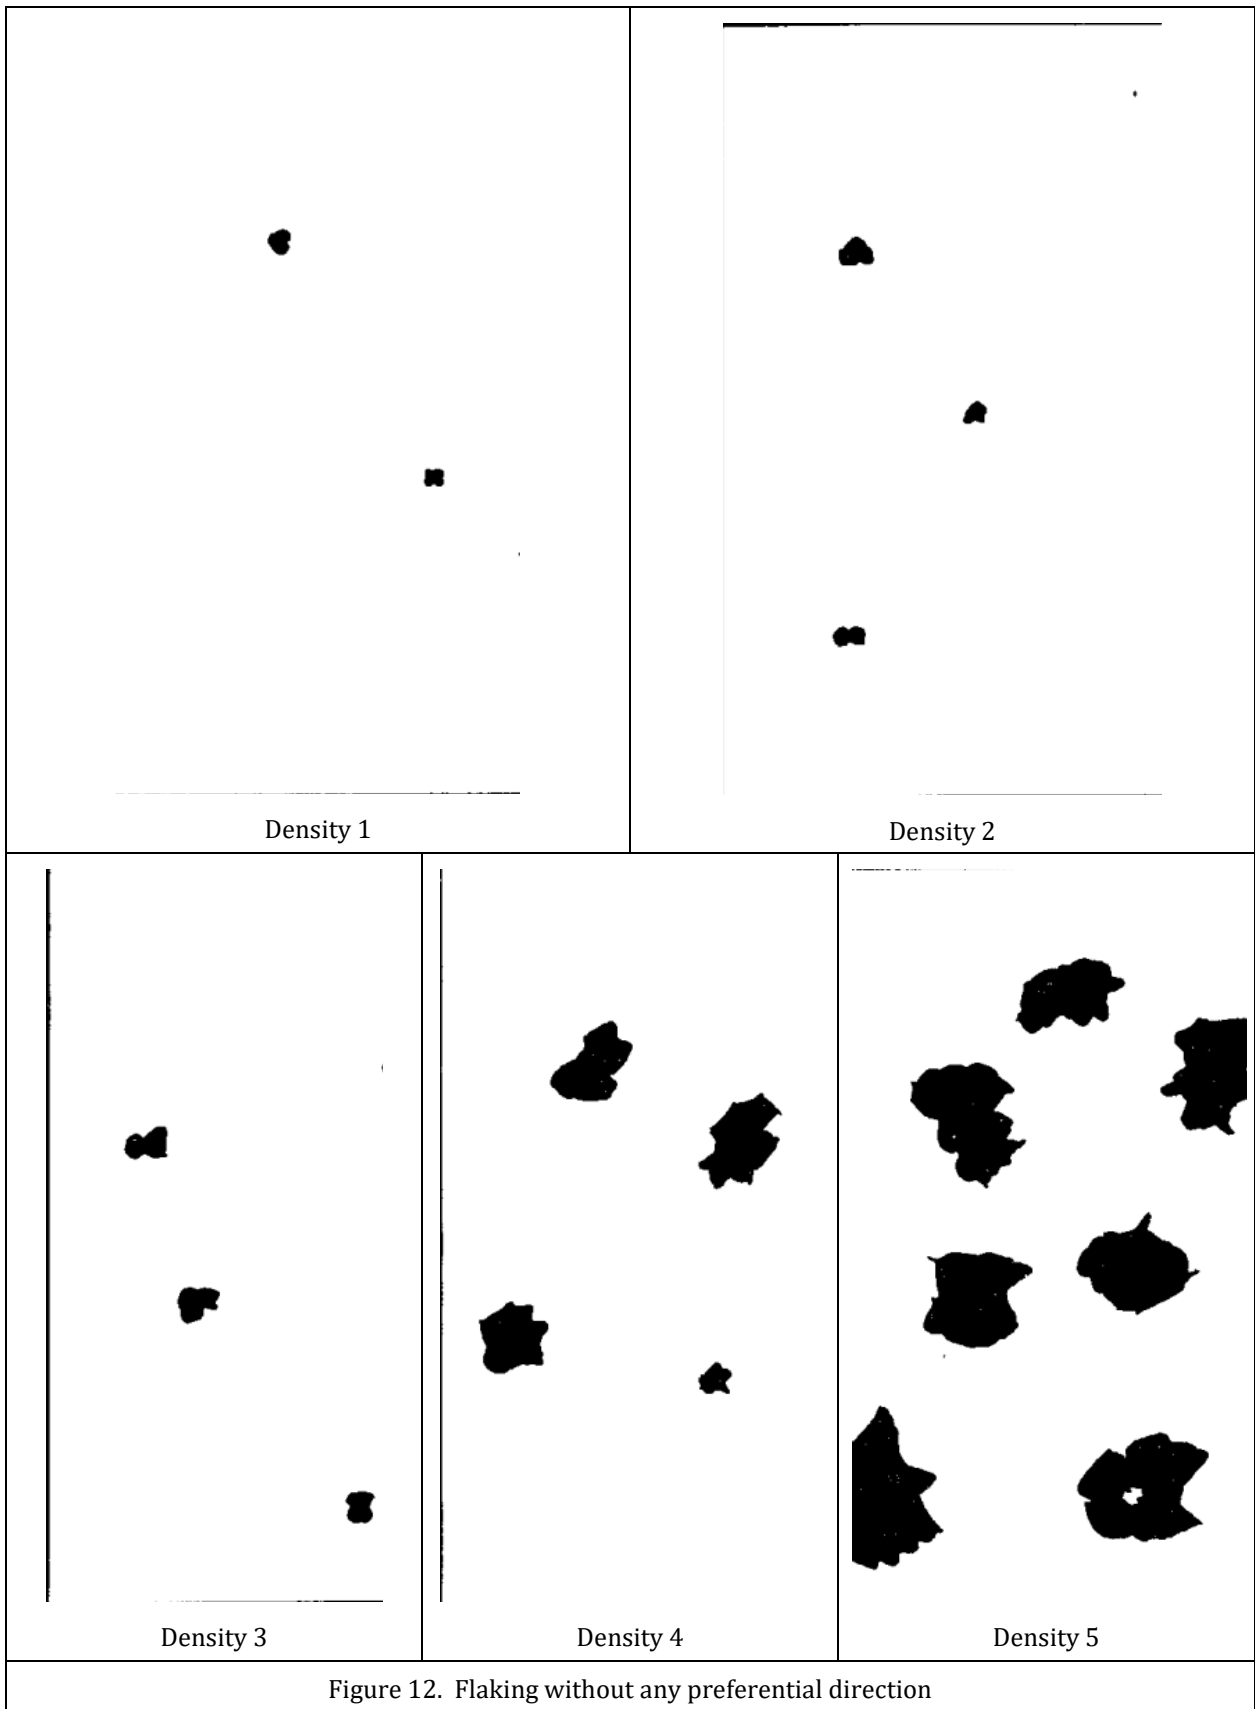 Density 1
Density 2
Density 3
Density 4
Density 5
Figure 12.  Flaking without any preferential direction